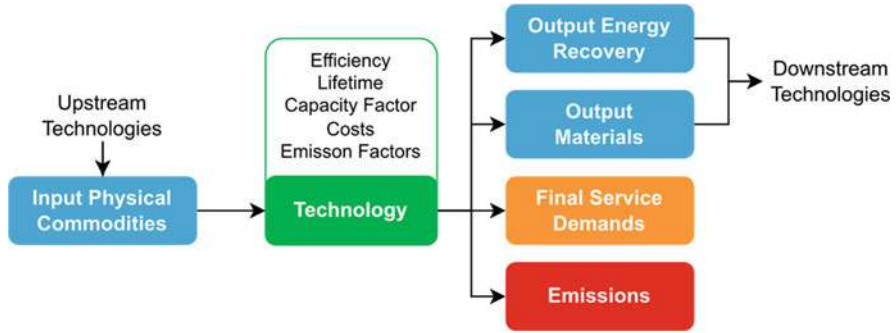 Upstream
Technologies
Input Physical
Commodities
Efficiency
Lifetime
Capacity Factor
Costs
Emisson Factors
Technology
Output Energy
Recovery
Output
Materials
Final Service
Demands
Emissions
Downstream
Technologies